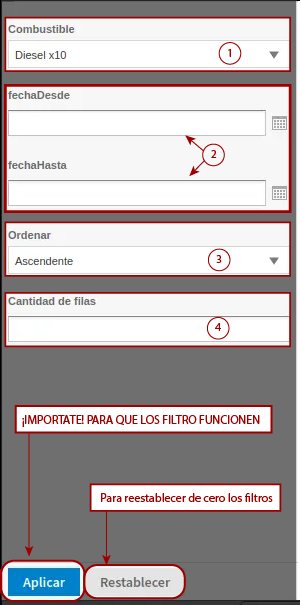 Combustible
Diesel x10
1
fechaDesde
2
fechaHasta
Ordenar
Ascendente
3
Cantidad de filas
4
¡IMPORTATE! PARA QUE LOS FILTRO FUNCIONEN
Para reestablecer de cero los filtros
Aplicar
Restablecer